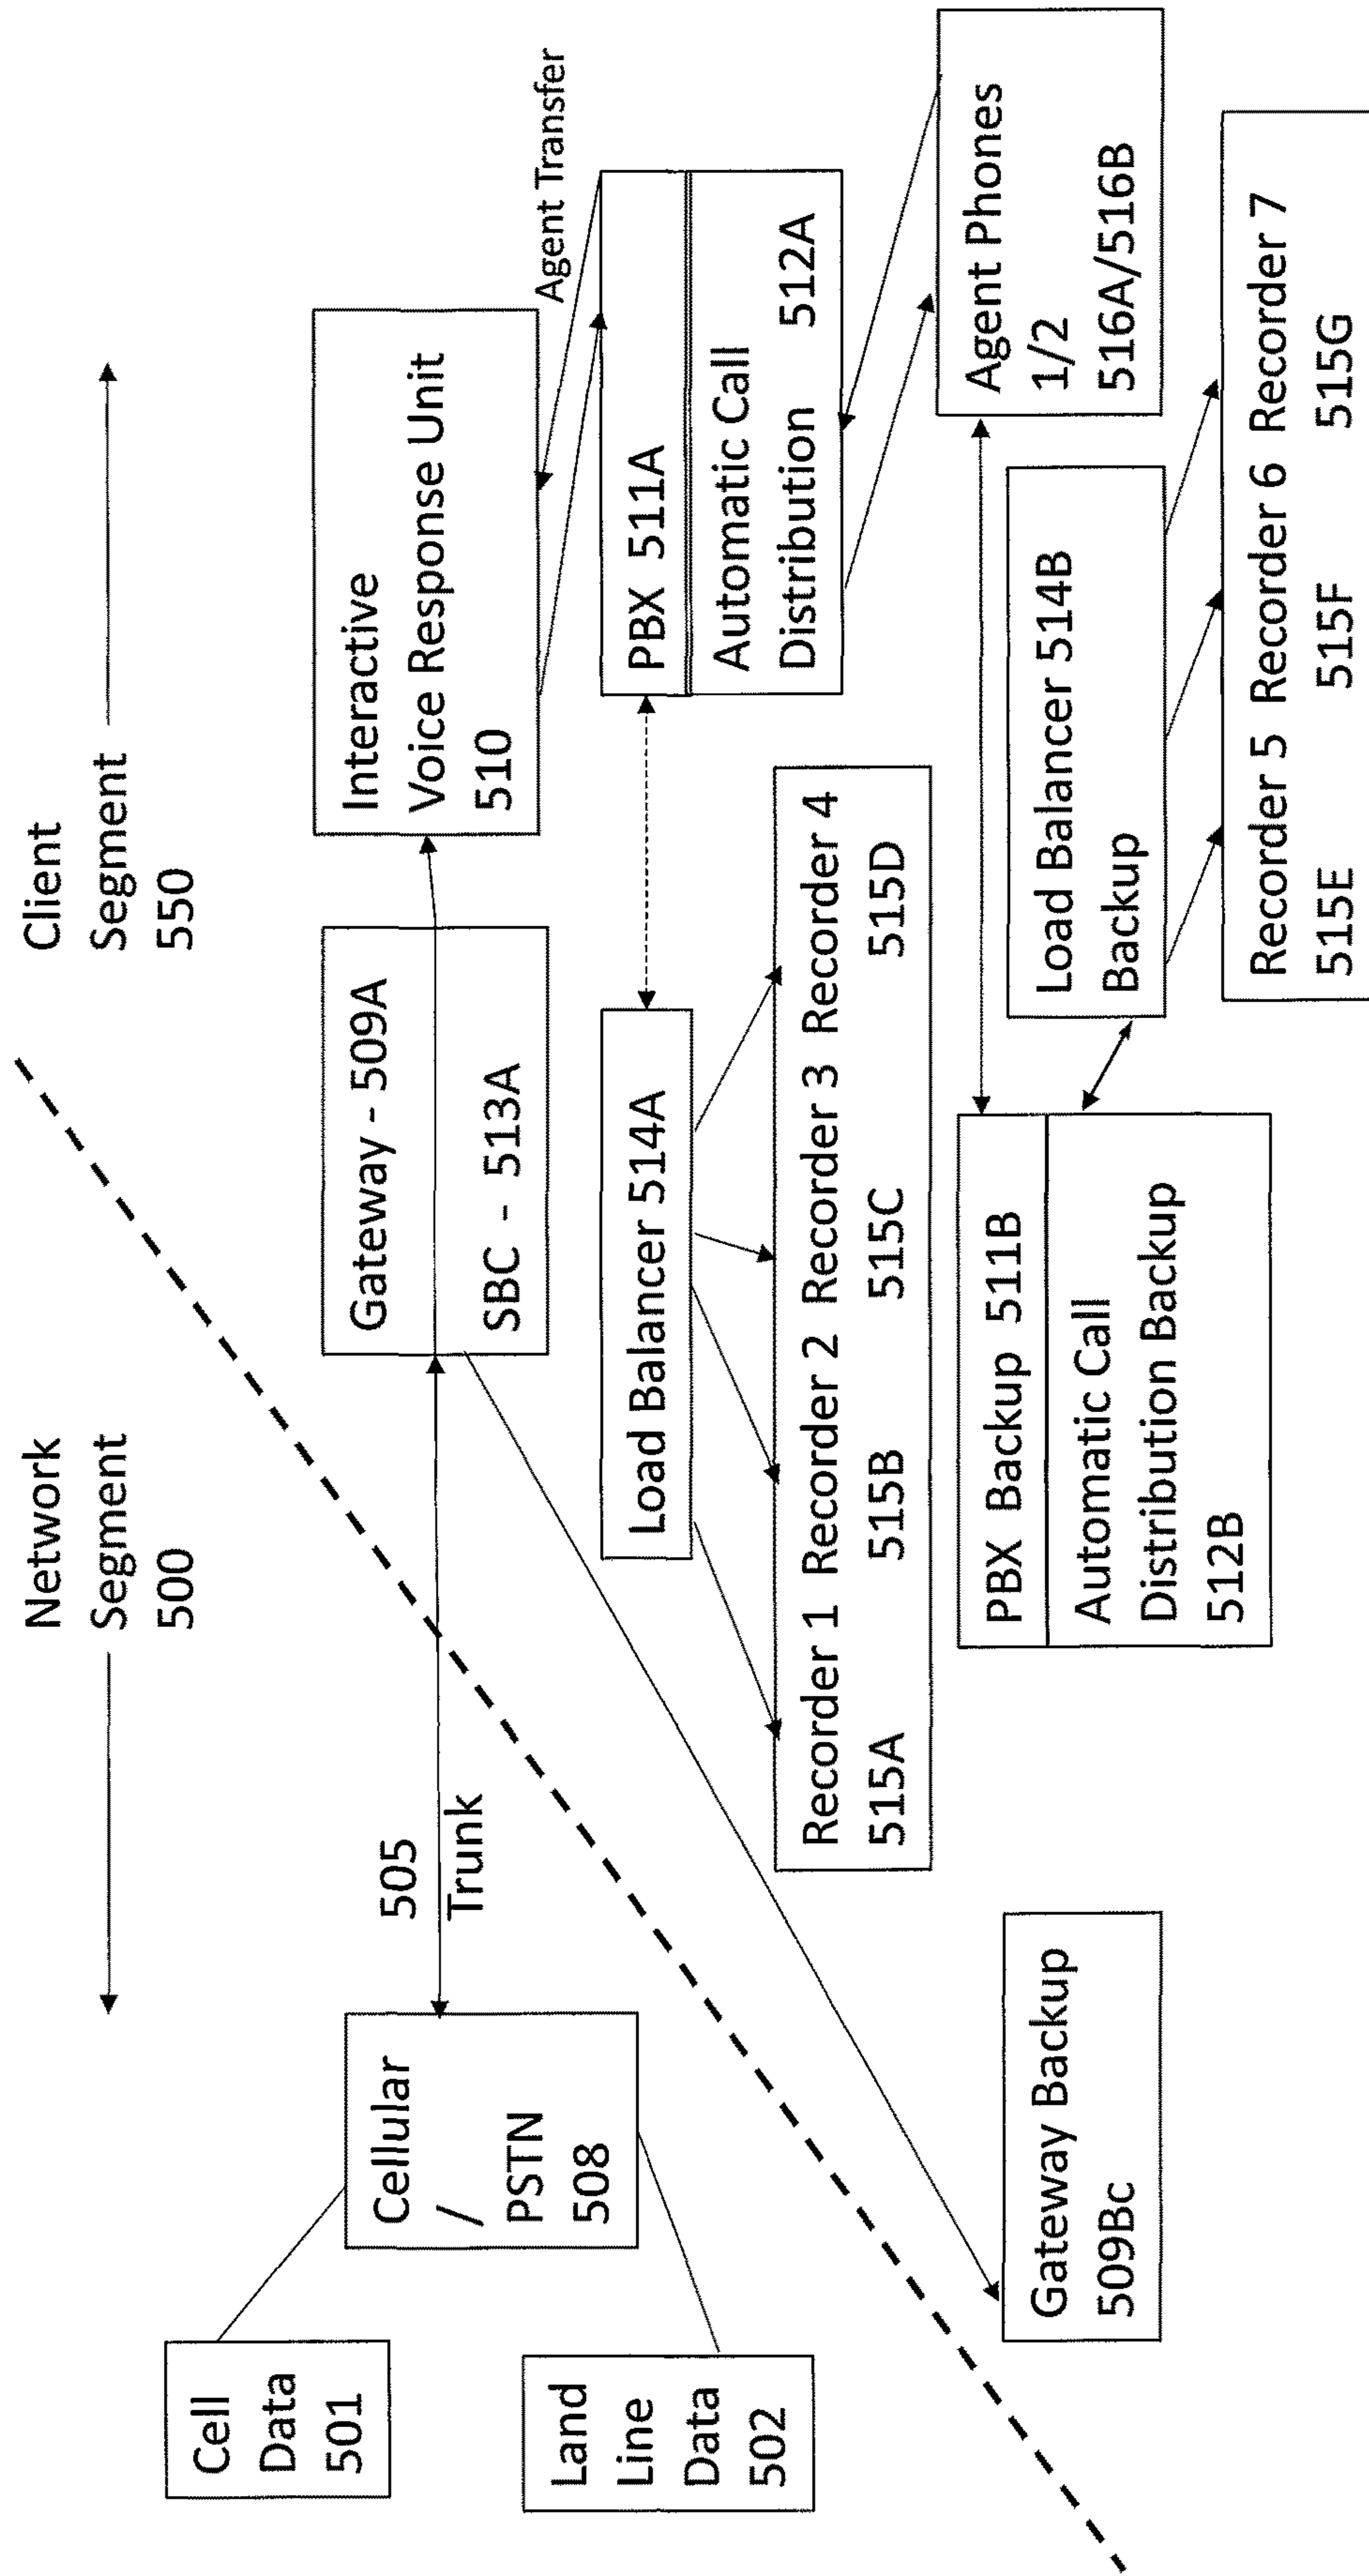 Network
Segment
500
Client
Segment
550
Cell
Data
501
Land
Line
Data
502
Cellular
/
PSTN
508
505
Trunk
Gateway - 509A
SBC - 513A
Interactive
Voice Response Unit
510
Agent Transfer
Load Balancer 514A
PBX 511A
Automatic Call
Distribution 512A
Recorder 1 Recorder 2 Recorder 3 Recorder 4
515A 515B 515C 515D
Gateway Backup
509Bc
PBX Backup 511B
Automatic Call
Distribution Backup
512B
Agent Phones
1/2
516A/516B
Load Balancer 514B
Backup
Recorder 5 Recorder 6 Recorder 7
515E 515F 515G